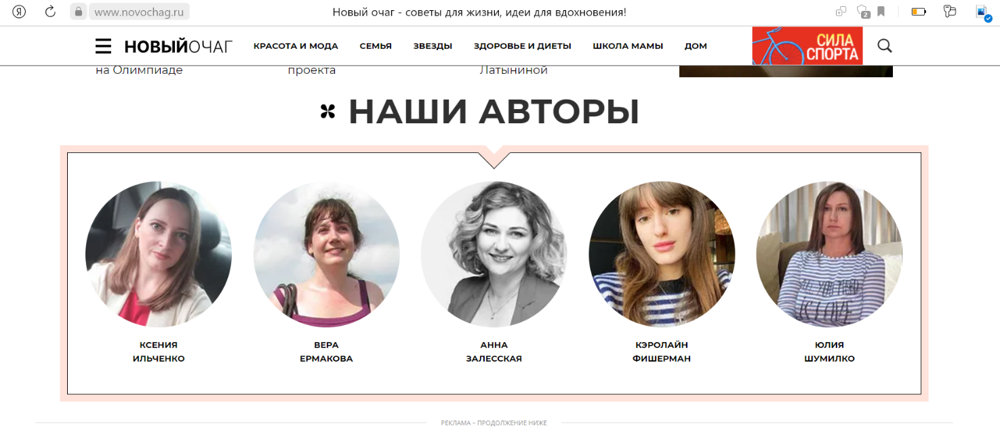 Я www.novochag.ru Новый очаг - советы для жизни, идеи для вдохновения! 2
НОВЫЙОЧАГ КРАСОТА И МОДА СЕМЬЯ ЗВЕЗДЫ ЗДОРОВЬЕ И ДИЕТЫ ШКОЛА МАМЫ ДОМ
СИЛА
СПОРТА
на Олимпиаде проекта Латыниной
НАШИ АВТОРЫ
КСЕНИЯ
ИЛЬЧЕНКО
ВЕРА
ЕРМАКОВА
АННА
ЗАЛЕССКАЯ
КЭРОЛАЙН
ФИШЕРМАН
ЮЛИЯ
ШУМИЛКО
РЕКЛАМА – ПРОДОЛЖЕНИЕ НИЖЕ